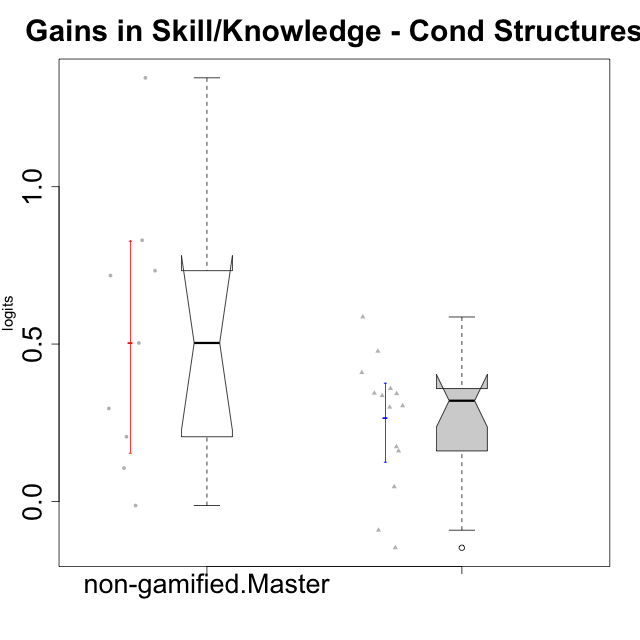 Gains in Skill/Knowledge - Cond Structures
logits
1.0
0.5
0.0
non-gamified.Master